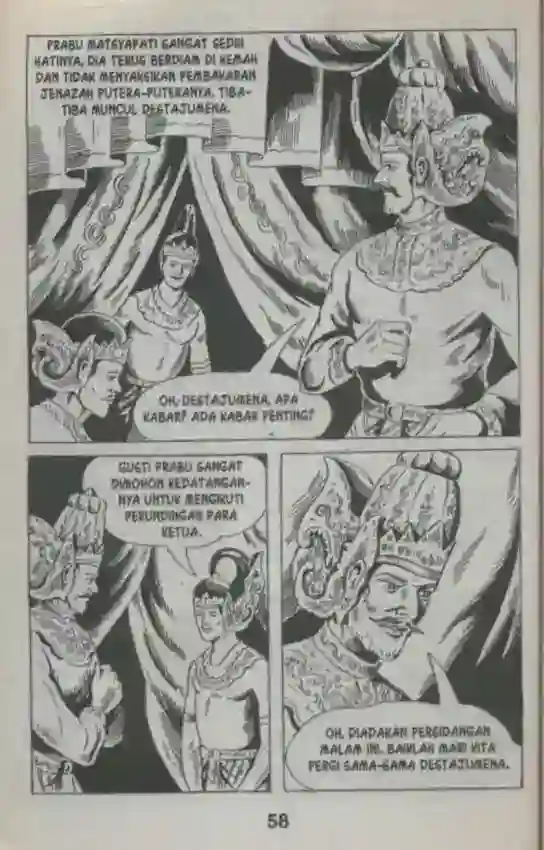 PRABU MATSYAPATI SANGAT SEDIH
HATINYA. DIA TERUS BERDIAM DI KEMAH
DAN TIDAK MENYAKSIKAN PEMBAKARAN
JENAZAH PUTERA-PUTERANYA. TIBA-
TIBA MUNCUL DESTAJUMENA.
OH, DESTAJUMENA, APA
KABAR? ADA KABAR PENTING?
GUSTI PRABU SANGAT
DIMOHON KEDATANGAN-
NYA UNTUK MENGIKUTI
PERUNDINGAN PARA
KETUA.
OH, DIADAKAN PERSIDANGAN
MALAM INI. BAIKLAH MARI KITA
PERGI SAMA-SAMA DESTAJUMENA.
58